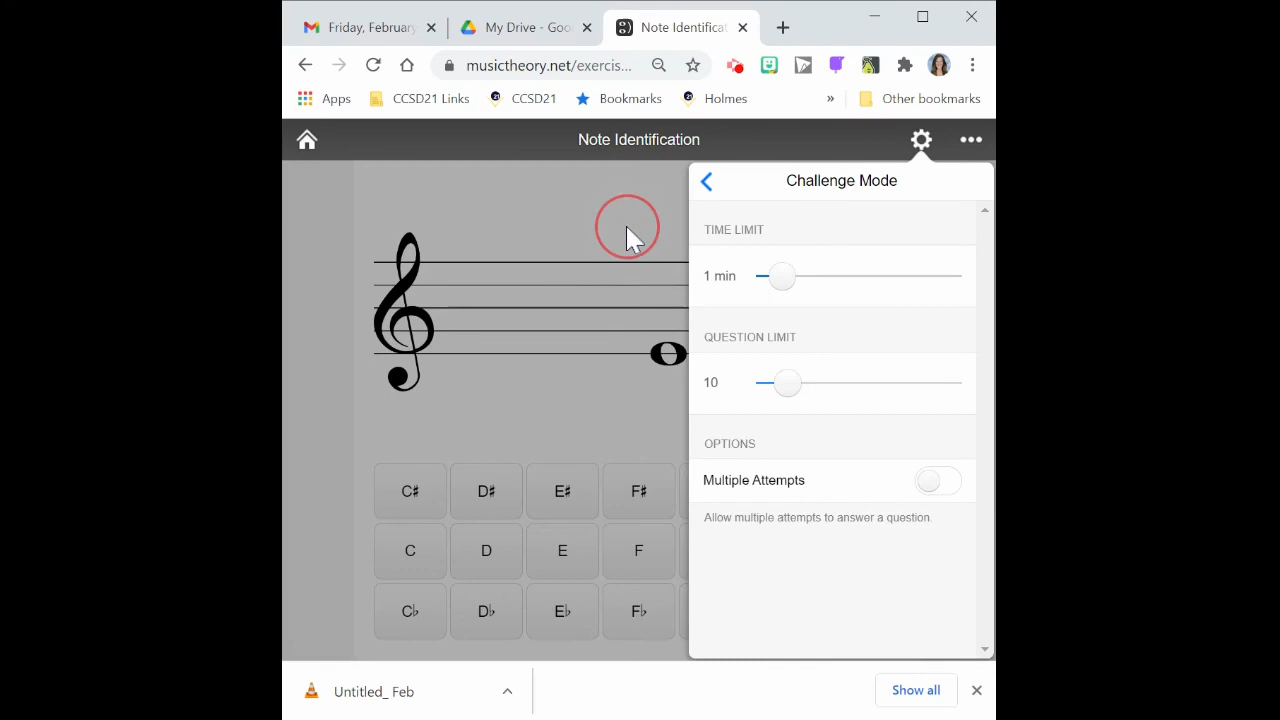 Friday, February
My Drive - Goo
Note Identificat
musictheory.net/exercis...
Apps
CCSD21 Links
CCSD21
Bookmarks
Holmes
»
Other bookmarks
Note Identification
Challenge Mode
TIME LIMIT
1 min
QUESTION LIMIT
10
OPTIONS
Multiple Attempts
Allow multiple attempts to answer a question.
C♯ D♯ E♯ F♯
C D E F
C♭ D♭ E♭ F♭
Untitled_ Feb
Show all